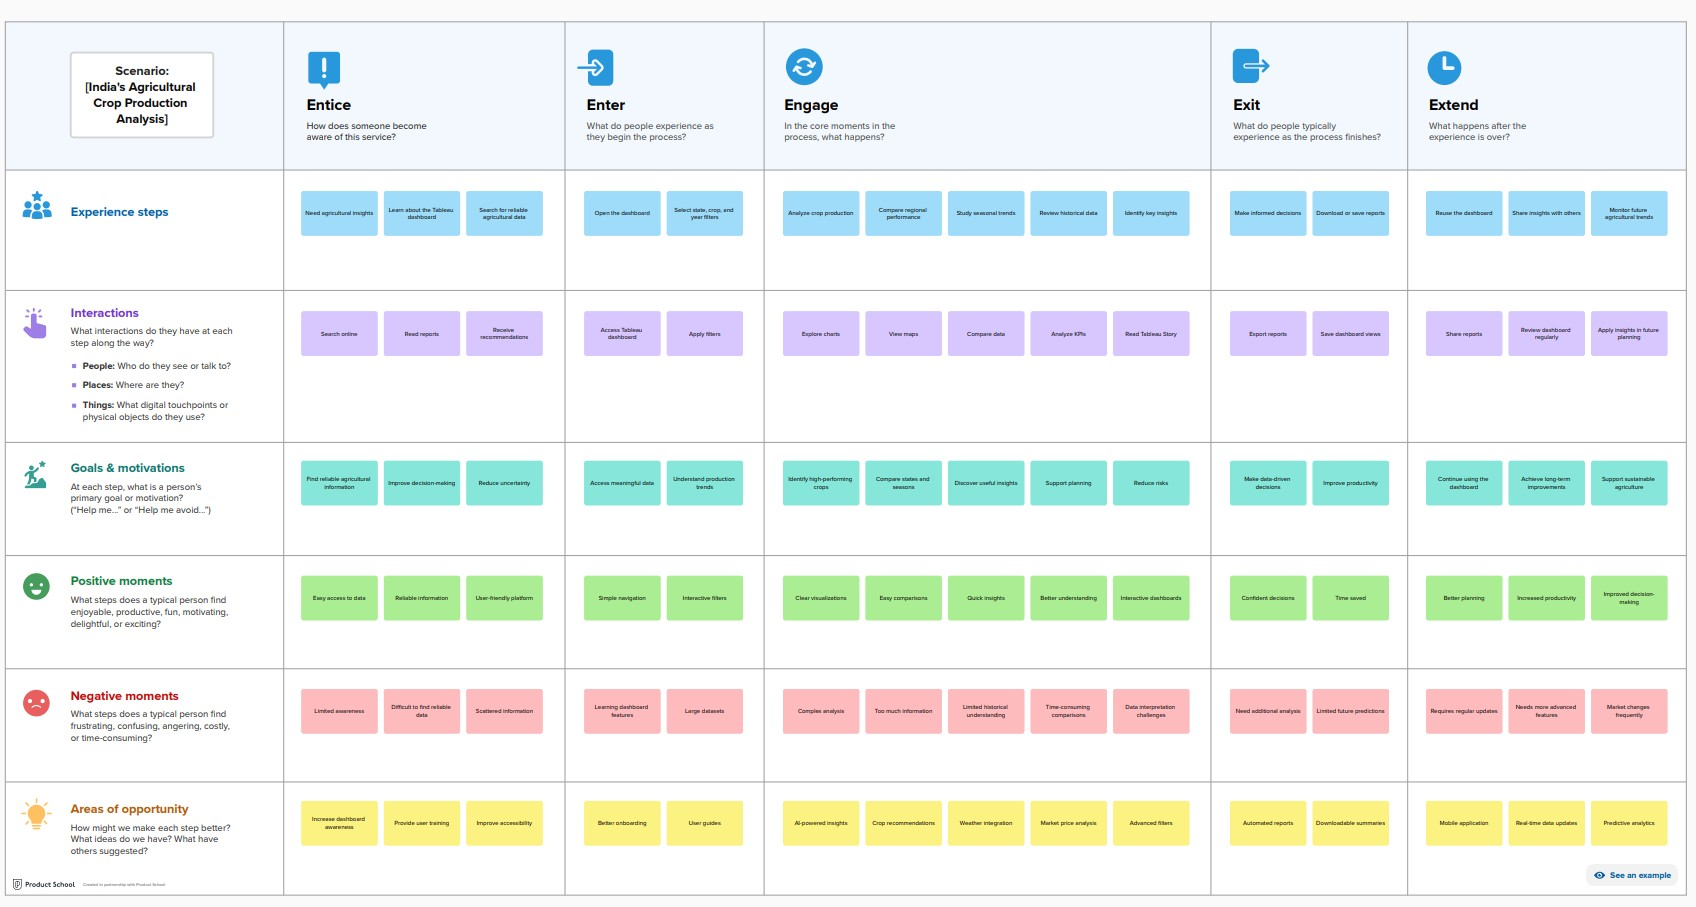 Scenario:
[India's Agricultural
Crop Production
Analysis]
Entice
How does someone become
aware of this service?
Enter
What do people experience as
they begin the process?
Engage
In the core moments in the
process, what happens?
Exit
What do people typically
experience as the process finishes?
Extend
What happens after the
experience is over?
Experience steps
Need agricultural insights
Learn about the Tableau
dashboard
Search for reliable
agricultural data
Open the dashboard
Select state, crop, and
year filters
Analyze crop production
Compare regional
performance
Study seasonal trends
Review historical data
Identify key insights
Make informed decisions
Download or save reports
Reuse the dashboard
Share insights with others
Monitor future
agricultural trends
Interactions
What interactions do they have at each
step along the way?
People: Who do they see or talk to?
Places: Where are they?
Things: What digital touchpoints or
physical objects do they use?
Search online
Read reports
Receive
recommendations
Access Tableau
dashboard
Apply filters
Explore charts
View maps
Compare data
Analyze KPIs
Read Tableau Story
Export reports
Save dashboard views
Share reports
Review dashboard
regularly
Apply insights in future
planning
Goals & motivations
At each step, what is a person's
primary goal or motivation?
("Help me..." or "Help me avoid...")
Find reliable agricultural
information
Improve decision-making
Reduce uncertainty
Access meaningful data
Understand production
trends
Identify high-performing
crops
Compare states and
seasons
Discover useful insights
Support planning
Reduce risks
Make data-driven
decisions
Improve productivity
Continue using the
dashboard
Achieve long-term
improvements
Support sustainable
agriculture
Positive moments
What steps does a typical person find
enjoyable, productive, fun, motivating,
delightful, or exciting?
Easy access to data
Reliable information
User-friendly platform
Simple navigation
Interactive filters
Clear visualizations
Easy comparisons
Quick insights
Better understanding
Interactive dashboards
Confident decisions
Time saved
Better planning
Increased productivity
Improved decision-
making
Negative moments
What steps does a typical person find
frustrating, confusing, angering, costly,
or time-consuming?
Limited awareness
Difficult to find reliable
data
Scattered information
Learning dashboard
features
Large datasets
Complex analysis
Too much information
Limited historical
understanding
Time-consuming
comparisons
Data interpretation
challenges
Need additional analysis
Limited future predictions
Requires regular updates
Needs more advanced
features
Market changes
frequently
Areas of opportunity
How might we make each step better?
What ideas do we have? What have
others suggested?
Increase dashboard
awareness
Provide user training
Improve accessibility
Better onboarding
User guides
AI-powered insights
Crop recommendations
Weather integration
Market price analysis
Advanced filters
Automated reports
Downloadable summaries
Mobile application
Real-time data updates
Predictive analytics
Product School
Created in partnership with Product School
See an example